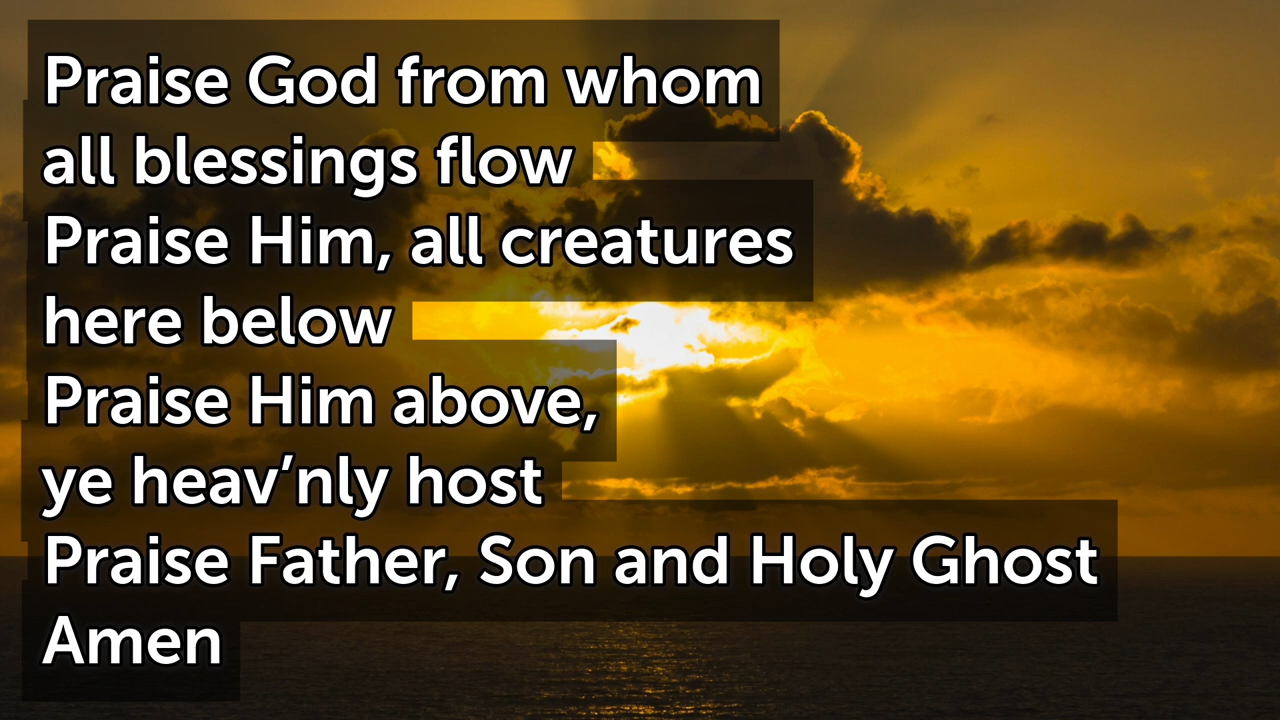 Praise God from whom
all blessings flow
Praise Him, all creatures
here below
Praise Him above,
ye heav’nly host
Praise Father, Son and Holy Ghost
Amen